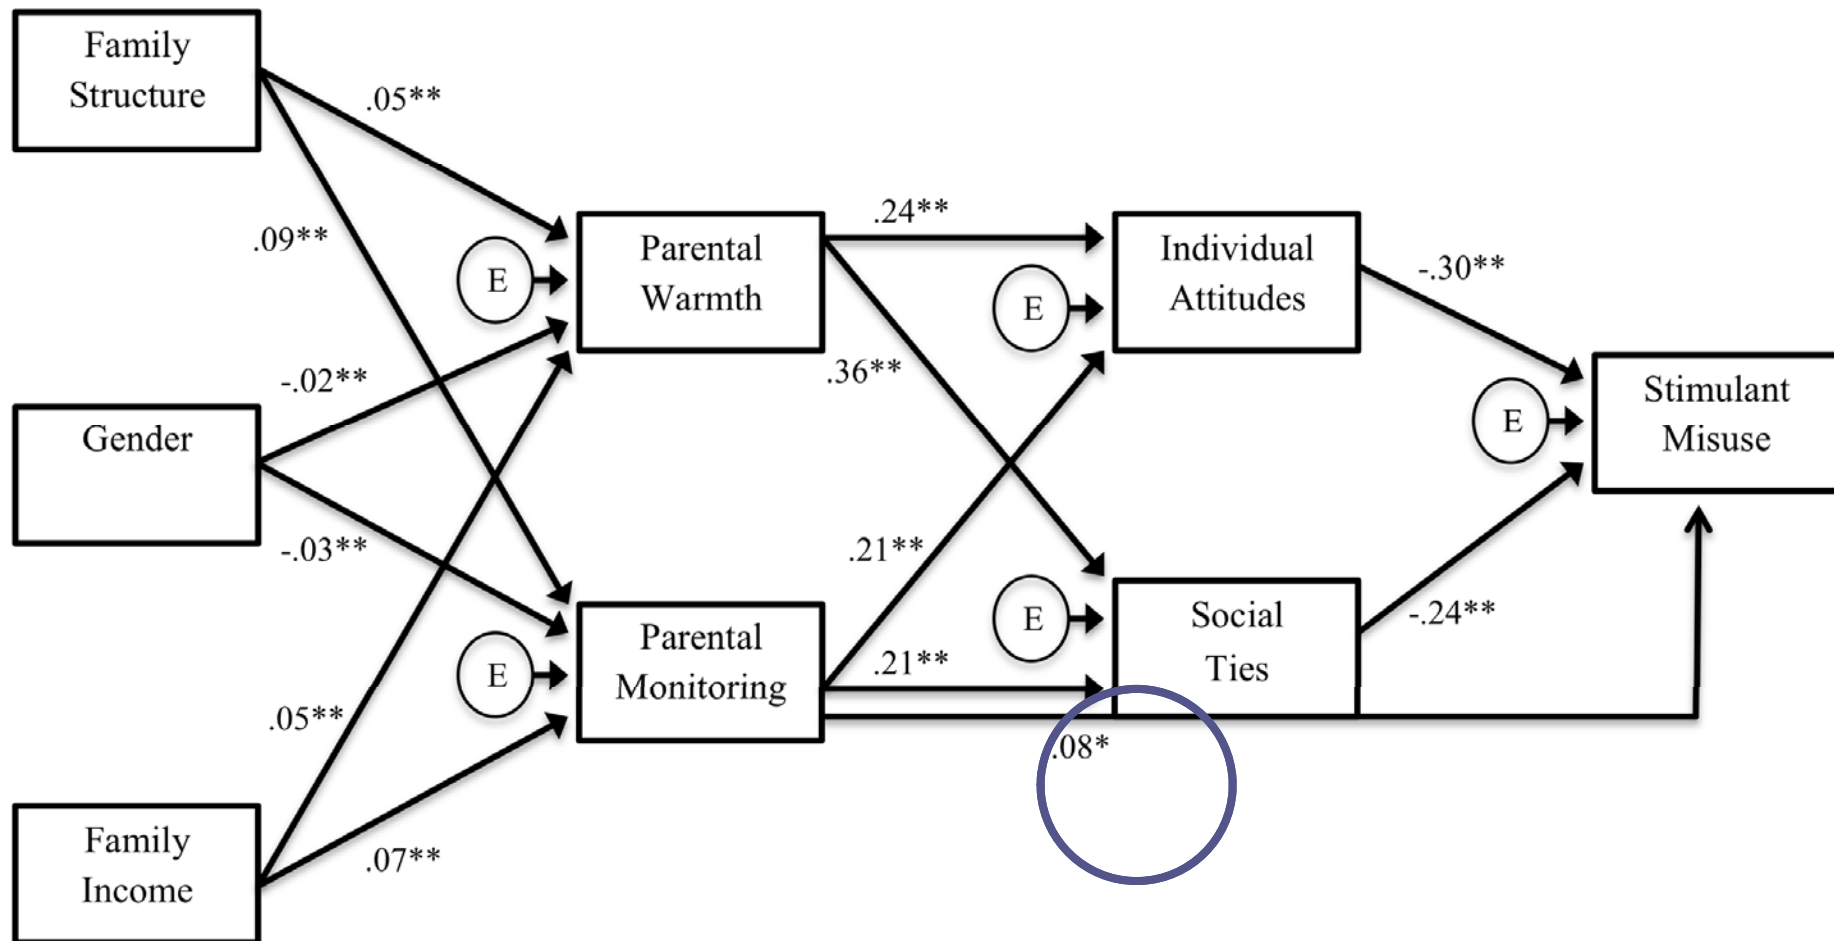 Family
Structure
.05**
.09**
Gender
-.02**
-.03**
Family
Income
.05**
.07**
E
Parental
Warmth
E
Parental
Monitoring
.24**
.36**
.21**
.21**
.08*
E
Individual
Attitudes
E
Social
Ties
-.30**
-.24**
E
Stimulant
Misuse